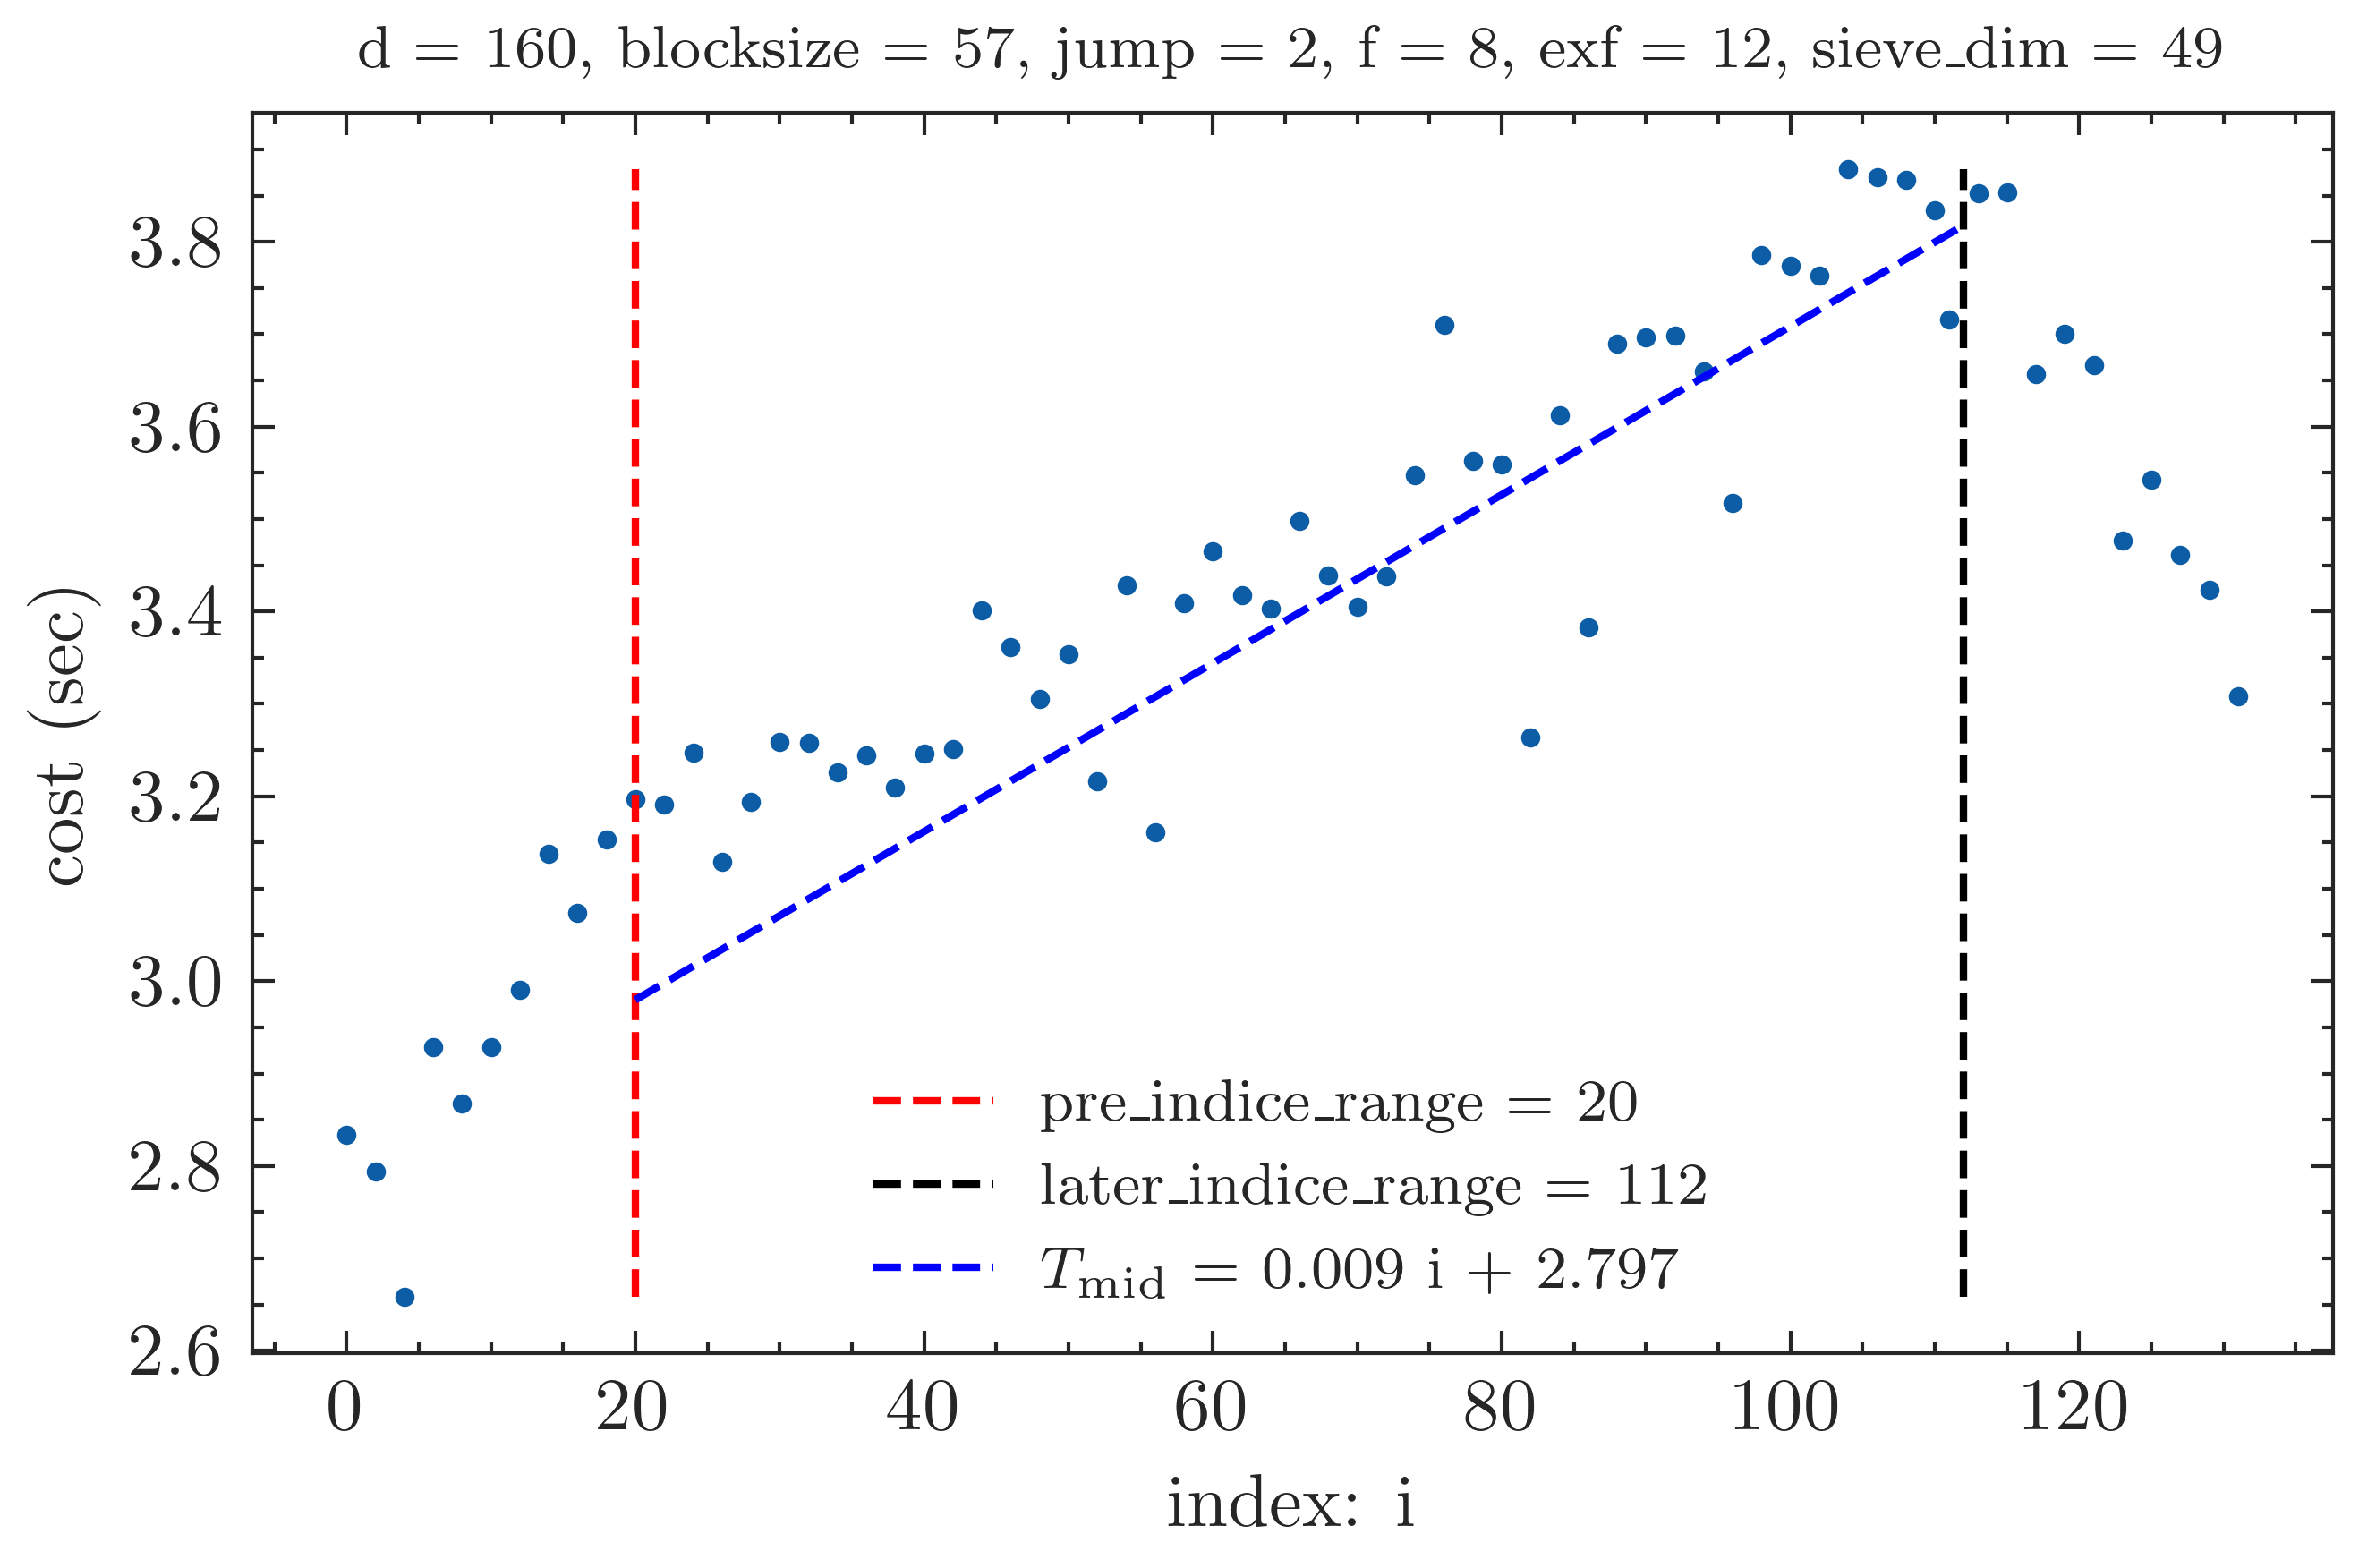 d = 160, blocksize = 57, jump = 2, f = 8, exf = 12, sieve_dim = 49
cost (sec)
3.8
3.6
3.4
3.2
3.0
2.8
2.6
pre_indice_range = 20
later_indice_range = 112
T_mid = 0.009 i + 2.797
0 20 40 60 80 100 120
index: i